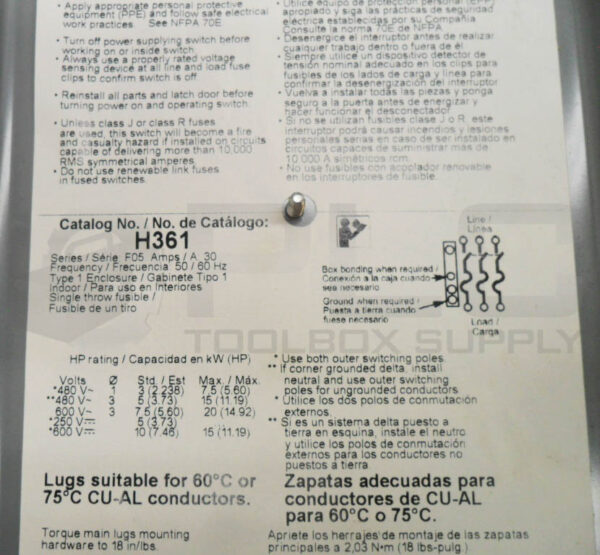 • Apply appropriate personal protective
equipment (PPE) and follow safe electrical
work practices. See NFPA 70E
• Turn off power supplying switch before
working on or inside switch.
• Always use a properly rated voltage
sensing device at all line and load fuse
clips to confirm switch is off
• Reinstall all parts and latch door before
turning power on and operating switch.
• Unless class J or class R fuses
are used, this switch will become a fire
and casualty hazard if installed on circuits
capable of delivering more than 10,000
RMS symmetrical amperes.
• Do not use renewable link fuses
in fused switches.
• Utilice equipo de protección personal (EPP)
apropiado y siga las prácticas de seguridad
eléctrica establecidas por su Compañía
Consulte la norma 70E de NFPA
• Desenergice el interruptor antes de realizar
cualquier trabajo dentro o fuera de él
• Siempre utilice un dispositivo detector de
tensión nominal adecuado en los clips para
fusibles de los lados de carga y línea para
confirmar la desenergización del interruptor
• Vuelva a instalar todas las piezas y ponga
seguro a la puerta antes de energizar y
hacer funcionar el desconectador
• Si no se utilizan fusibles clase J o R, este
interruptor podrá causar incendios y lesiones
personales serias en caso de ser instalado en
circuitos capaces de suministrar más de
10 000 A simétricos rcm.
• No use fusibles con acoplador renovable
en los interruptores de fusible.
Catalog No. / No. de Catálogo:
H361
Series / Série F05 Amps / A 30
Frequency / Frecuencia 50 / 60 Hz
Type 1 Enclosure / Gabinete Tipo 1
Indoor / Para uso en Interiores
Single throw fusible /
Fusible de un tiro
Line /
Línea
Box bonding when required /
Conexión a la caja cuando
sea necesario
Ground when required /
Puesta a tierra cuando
fuese necesario
Load /
Carga
PLC
TOOLBOX SUPPLY
HP rating / Capacidad en kW (HP)
Volts Ø Std. / Est Max. / Máx.
*480 V~ 1 3 (2.238) 7.5 (5.60)
**480 V~ 3 5 (3.73) 15 (11.19)
600 V~ 3 7.5 (5.60) 20 (14.92)
*250 V⎓ 5 (3.73)
*600 V⎓ 10 (7.46) 15 (11.19)
* Use both outer switching poles.
** If corner grounded delta, install
neutral and use outer switching
poles for ungrounded conductors
* Utilice los dos polos de conmutación
externos.
** Si es un sistema delta puesto a
tierra en esquina, instale el neutro
y utilice los polos de conmutación
externos para los conductores no
puestos a tierra
Lugs suitable for 60°C or
75°C CU-AL conductors.
Zapatas adecuadas para
conductores de CU-AL
para 60°C o 75°C.
Torque main lugs mounting
hardware to 18 in/lbs.
Apriete los herrajes de montaje de las zapatas
principales a 2,03 N•m (18 lbs-pulg.)